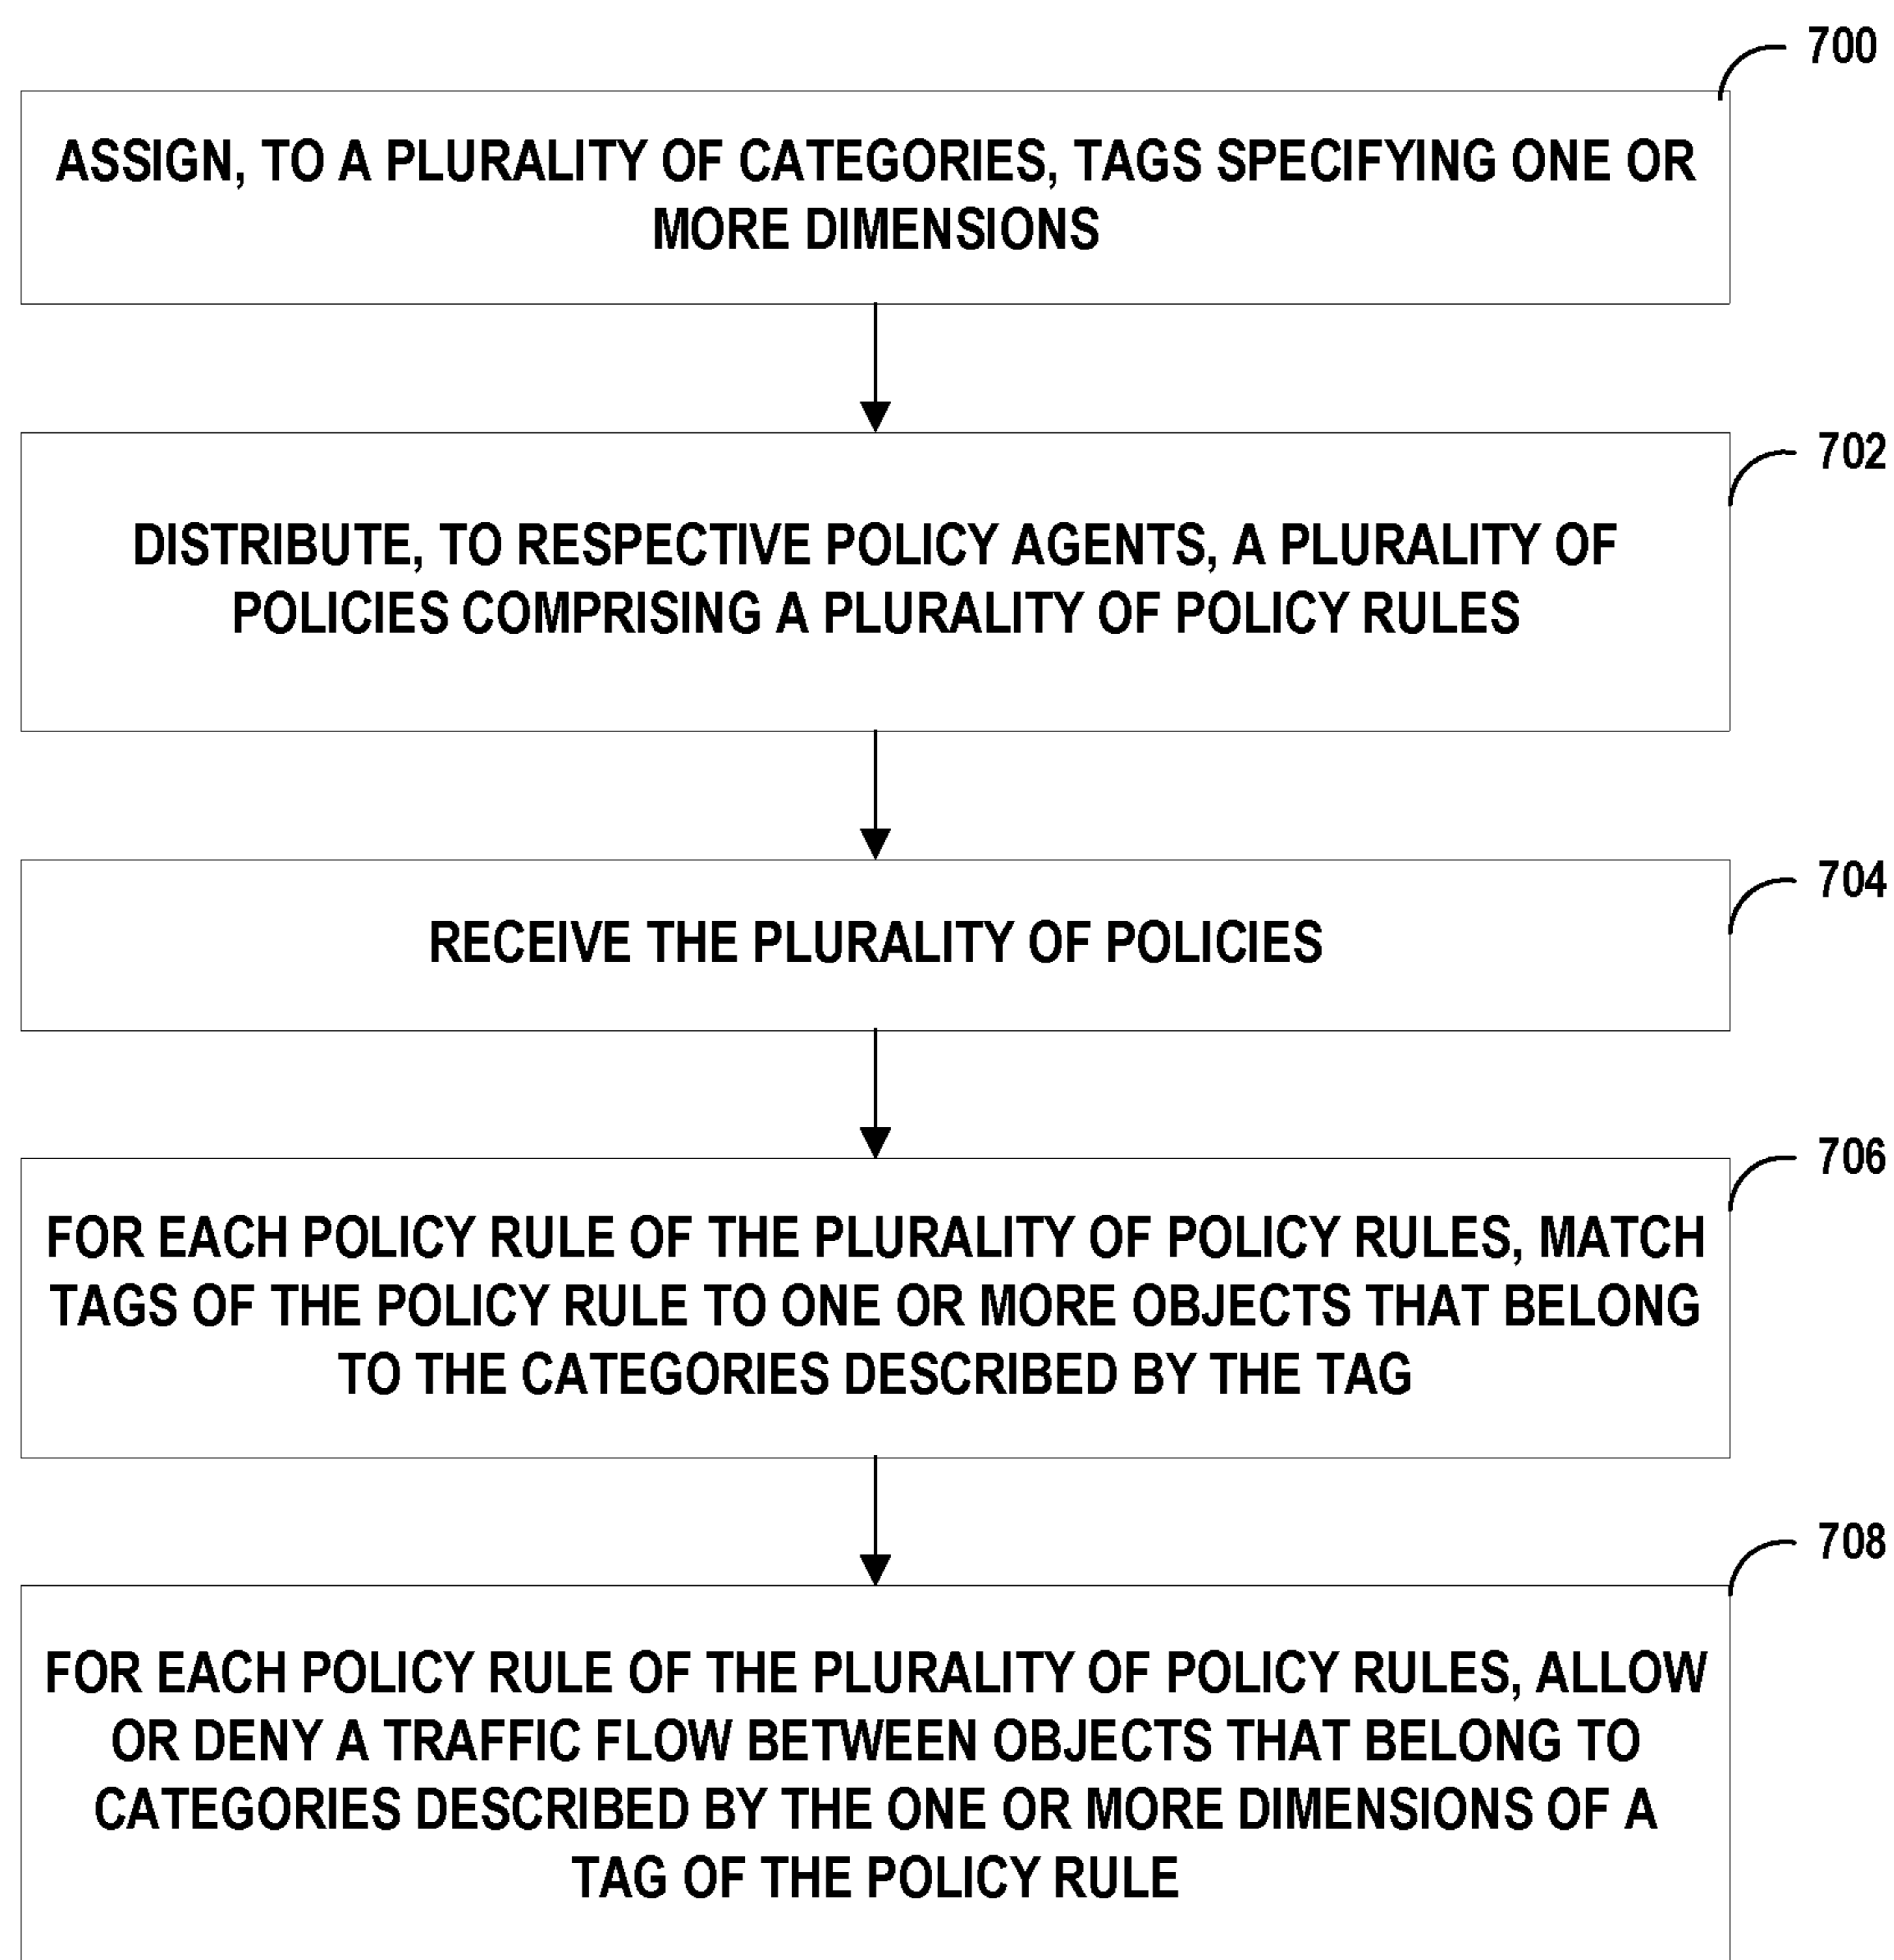 700
ASSIGN, TO A PLURALITY OF CATEGORIES, TAGS SPECIFYING ONE OR
MORE DIMENSIONS
702
DISTRIBUTE, TO RESPECTIVE POLICY AGENTS, A PLURALITY OF
POLICIES COMPRISING A PLURALITY OF POLICY RULES
704
RECEIVE THE PLURALITY OF POLICIES
706
FOR EACH POLICY RULE OF THE PLURALITY OF POLICY RULES, MATCH
TAGS OF THE POLICY RULE TO ONE OR MORE OBJECTS THAT BELONG
TO THE CATEGORIES DESCRIBED BY THE TAG
708
FOR EACH POLICY RULE OF THE PLURALITY OF POLICY RULES, ALLOW
OR DENY A TRAFFIC FLOW BETWEEN OBJECTS THAT BELONG TO
CATEGORIES DESCRIBED BY THE ONE OR MORE DIMENSIONS OF A
TAG OF THE POLICY RULE